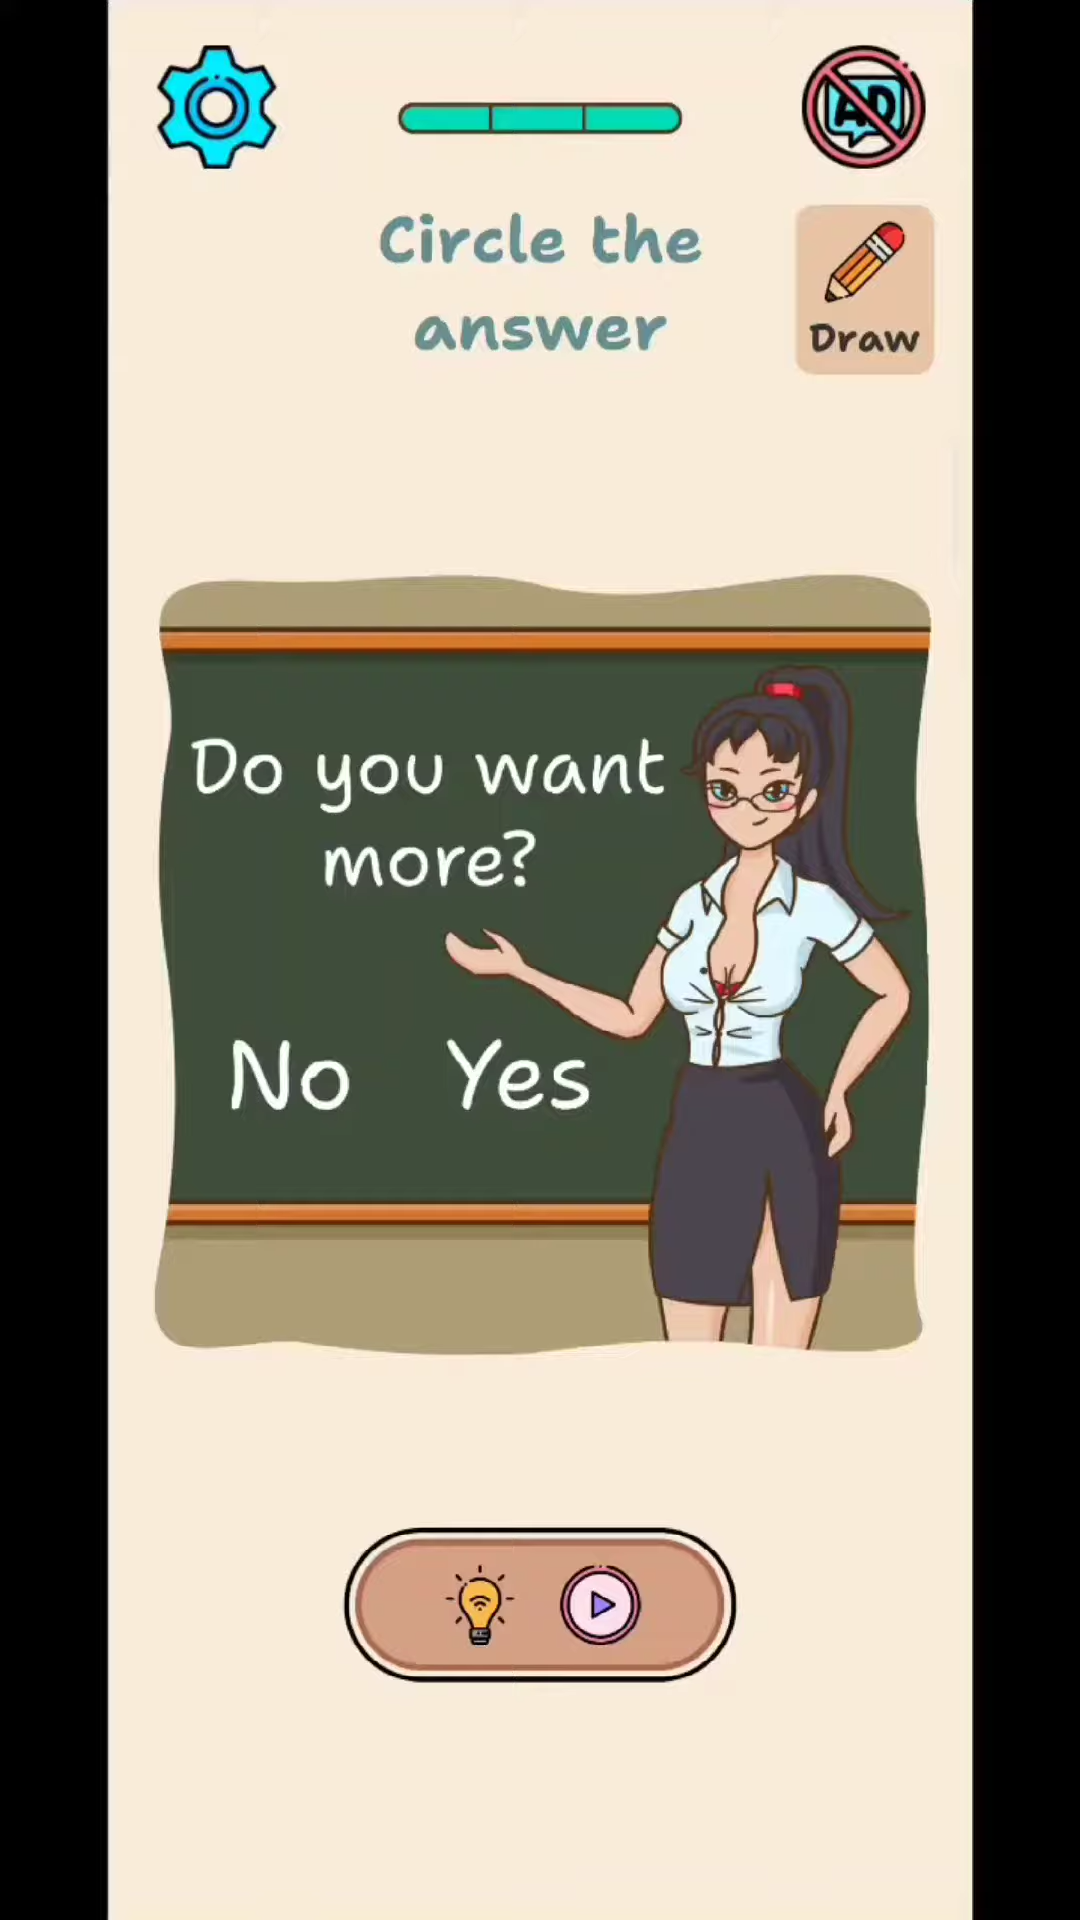 AD
Circle the
answer
Draw
Do you want
more?
No Yes